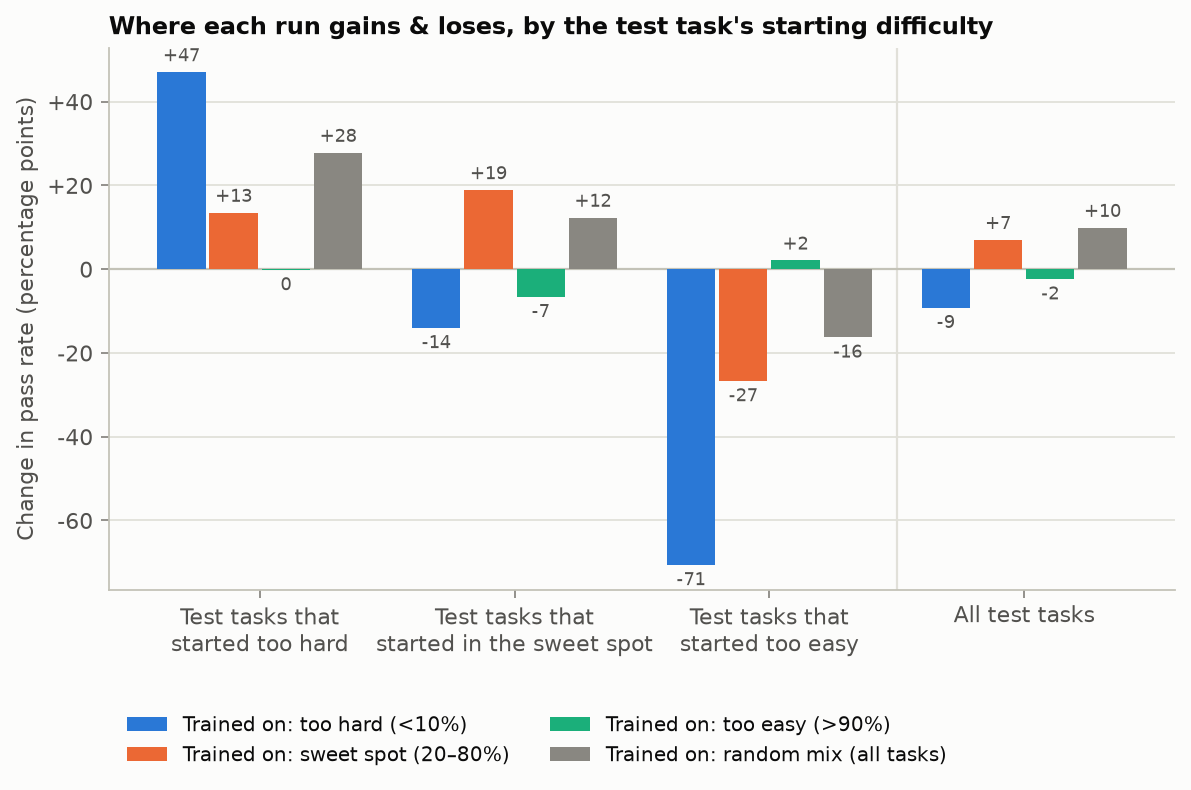 Where each run gains & loses, by the test task's starting difficulty
Change in pass rate (percentage points)
+40
+20
0
-20
-40
-60
+47
+13
0
+28
-14
+19
-7
+12
-71
-27
+2
-16
-9
+7
-2
+10
Test tasks that
started too hard
Test tasks that
started in the sweet spot
Test tasks that
started too easy
All test tasks
Trained on: too hard (<10%)
Trained on: sweet spot (20–80%)
Trained on: too easy (>90%)
Trained on: random mix (all tasks)